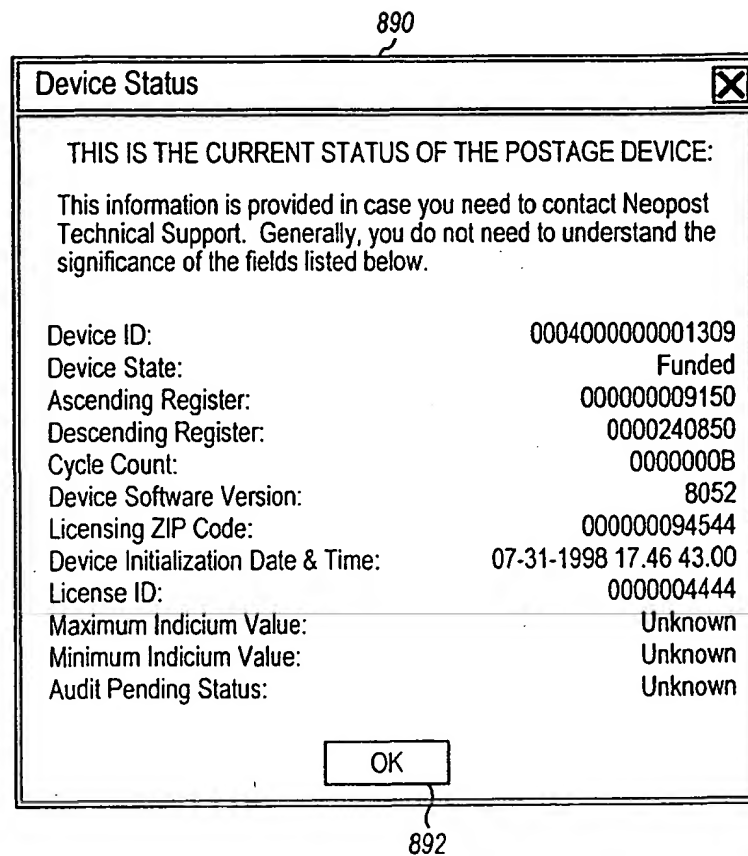 890
Device Status
THIS IS THE CURRENT STATUS OF THE POSTAGE DEVICE:
This information is provided in case you need to contact Neopost
Technical Support. Generally, you do not need to understand the
significance of the fields listed below.
Device ID: 0004000000001309
Device State: Funded
Ascending Register: 000000009150
Descending Register: 0000240850
Cycle Count: 0000000B
Device Software Version: 8052
Licensing ZIP Code: 000000094544
Device Initialization Date & Time: 07-31-1998 17.46 43.00
License ID: 0000004444
Maximum Indicium Value: Unknown
Minimum Indicium Value: Unknown
Audit Pending Status: Unknown
OK
892